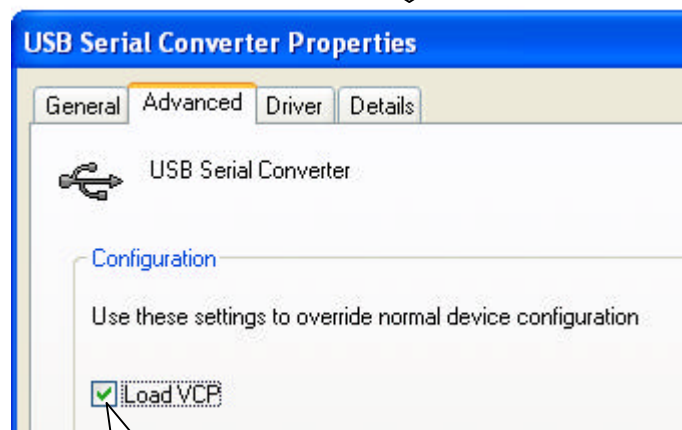 USB Serial Converter Properties
General Advanced Driver Details
USB Serial Converter
Configuration
Use these settings to override normal device configuration
Load VCP